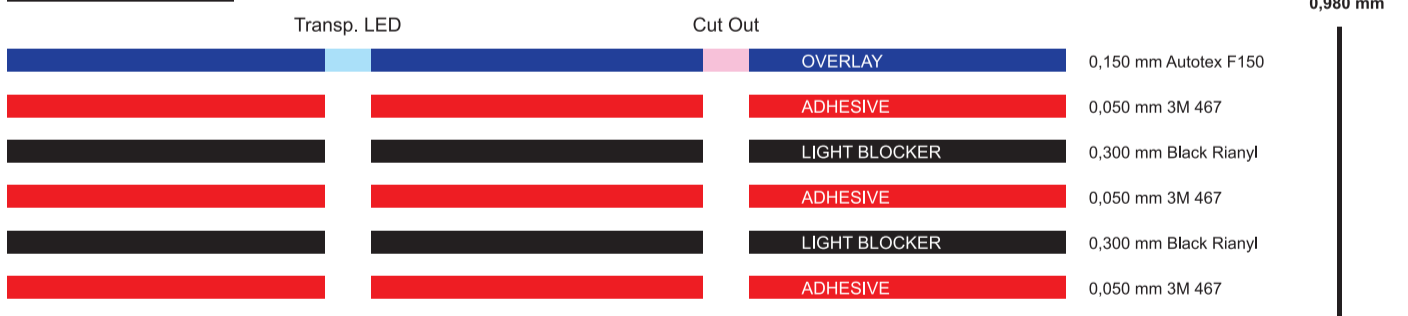 0,980 mm
Transp. LED Cut Out
OVERLAY 0,150 mm Autotex F150
ADHESIVE 0,050 mm 3M 467
LIGHT BLOCKER 0,300 mm Black Rianyl
ADHESIVE 0,050 mm 3M 467
LIGHT BLOCKER 0,300 mm Black Rianyl
ADHESIVE 0,050 mm 3M 467